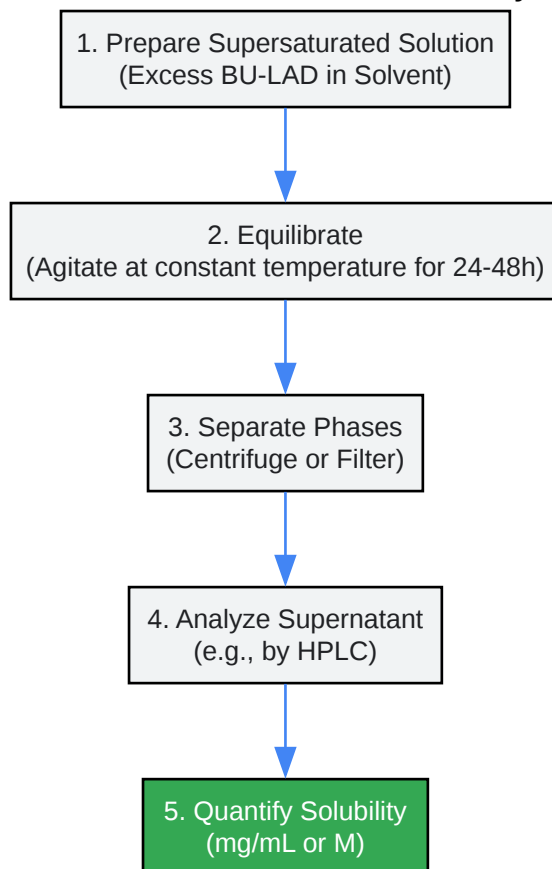 1. Prepare Supersaturated Solution
(Excess BU-LAD in Solvent)
2. Equilibrate
(Agitate at constant temperature for 24-48h)
3. Separate Phases
(Centrifuge or Filter)
4. Analyze Supernatant
(e.g., by HPLC)
5. Quantify Solubility
(mg/mL or M)